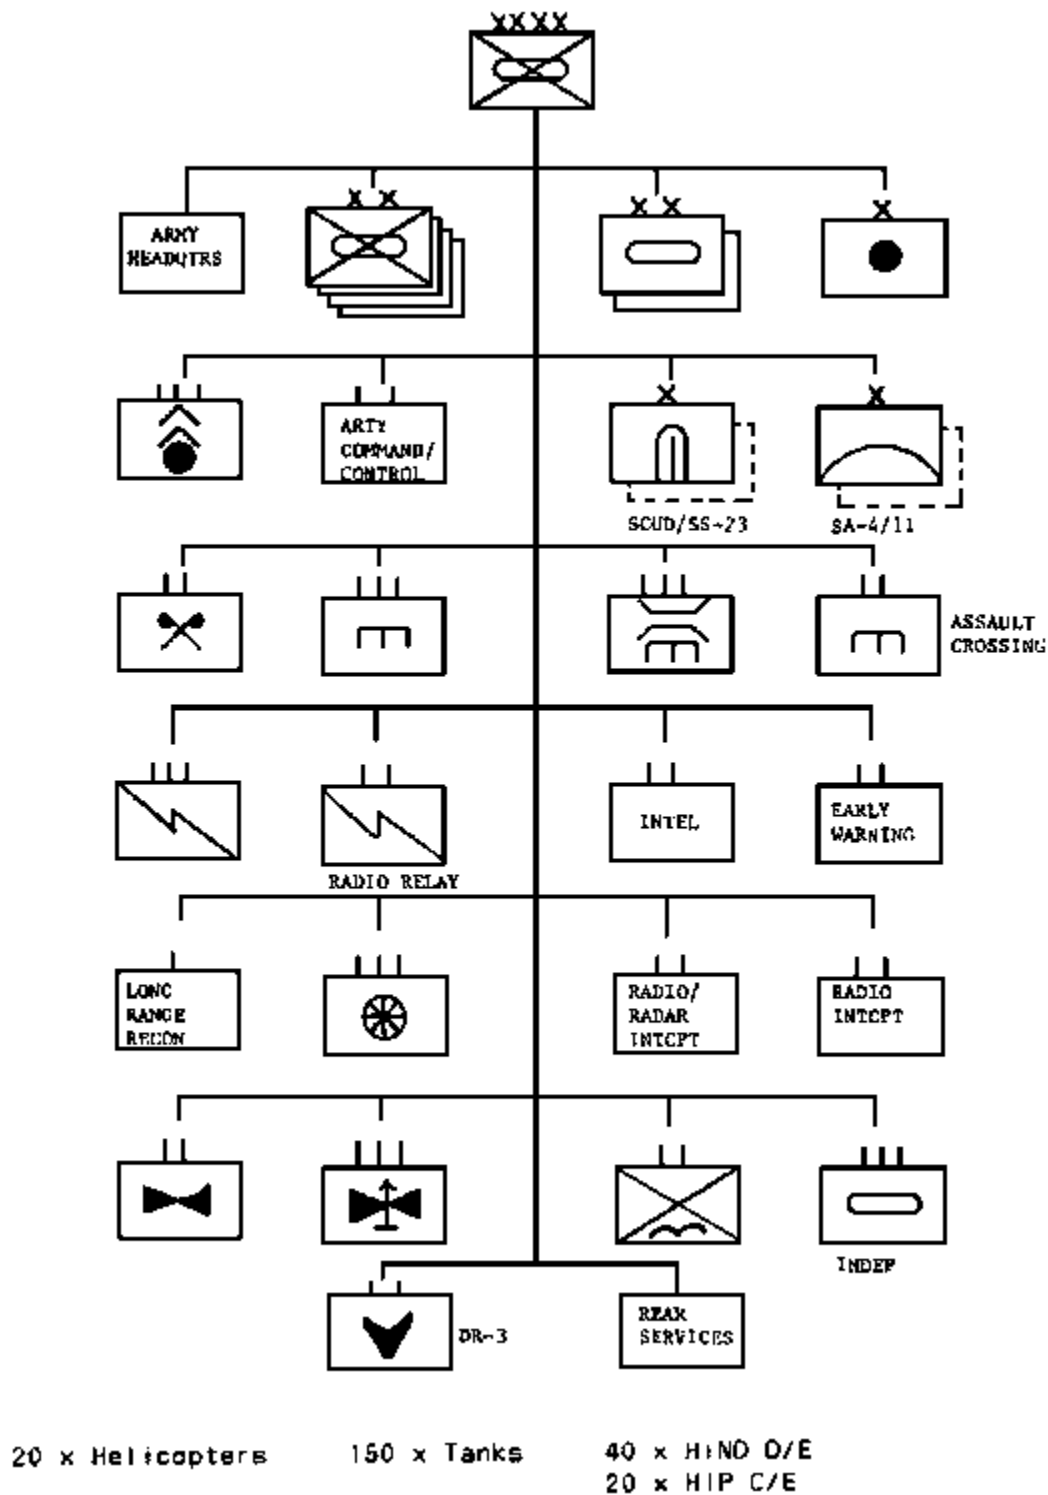 XXXX
X X
X X
X
ARMY
HEADQTRS
X
X
ARTY
COMMAND/
CONTROL
SCUD/SS-23
SA-4/11
ASSAULT
CROSSING
INTEL
EARLY
WARNING
RADIO RELAY
LONG
RANGE
RECON
RADIO/
RADAR
INTCPT
RADIO
INTCPT
INDEP
DR-3
REAR
SERVICES
20 x Helicopters
150 x Tanks
40 x HIND D/E
20 x HIP C/E